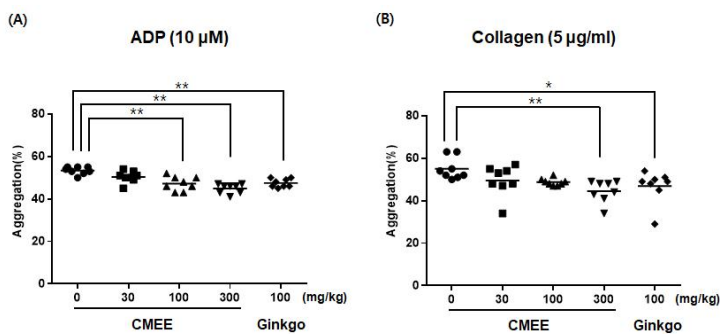 (A)
ADP (10 µM)
**
**
**
80
60
40
20
0
Aggregation(%)
0 30 100 300 100 (mg/kg)
CMEE Ginkgo
(B)
Collagen (5 µg/ml)
*
**
80
60
40
20
0
Aggregation(%)
0 30 100 300 100 (mg/kg)
CMEE Ginkgo